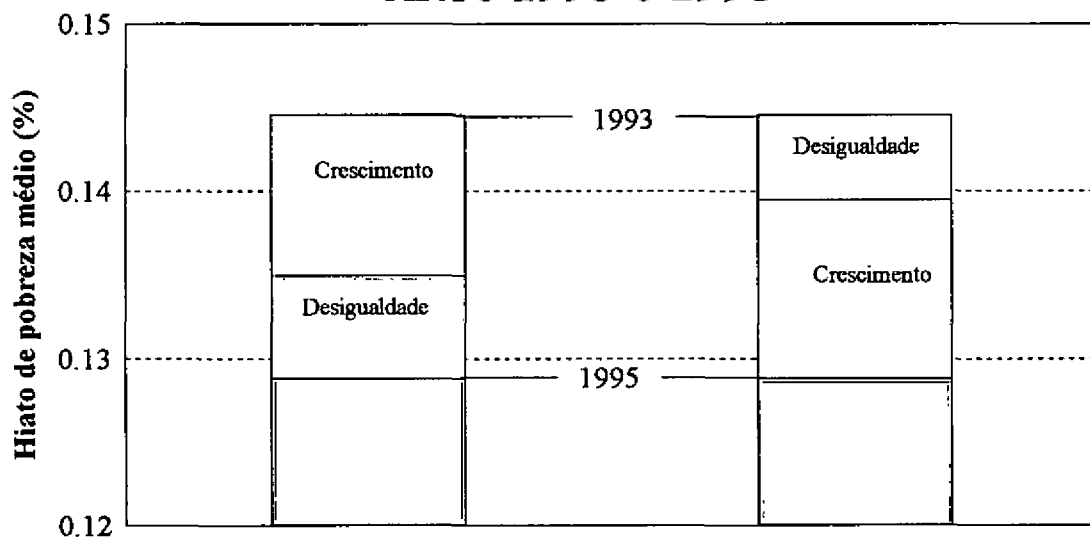 0.15
1993
Desigualdade
Crescimento
0.14
Crescimento
Desigualdade
0.13
1995
0.12
Hiato de pobreza médio (%)